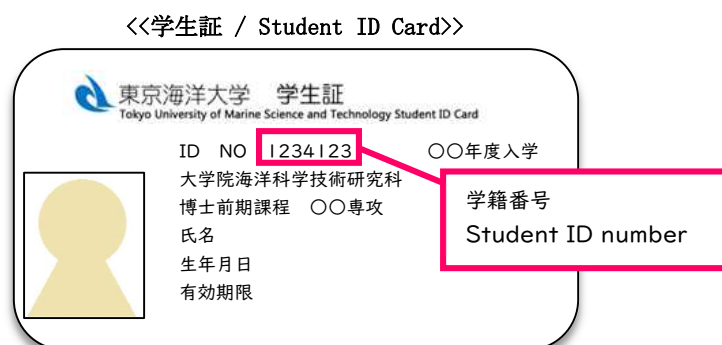 <<学生証 / Student ID Card>>
東京海洋大学 学生証
Tokyo University of Marine Science and Technology Student ID Card
ID NO 1234123 〇〇年度入学
大学院海洋科学技術研究科
博士前期課程 〇〇専攻
氏名
生年月日
有効期限
学籍番号
Student ID number